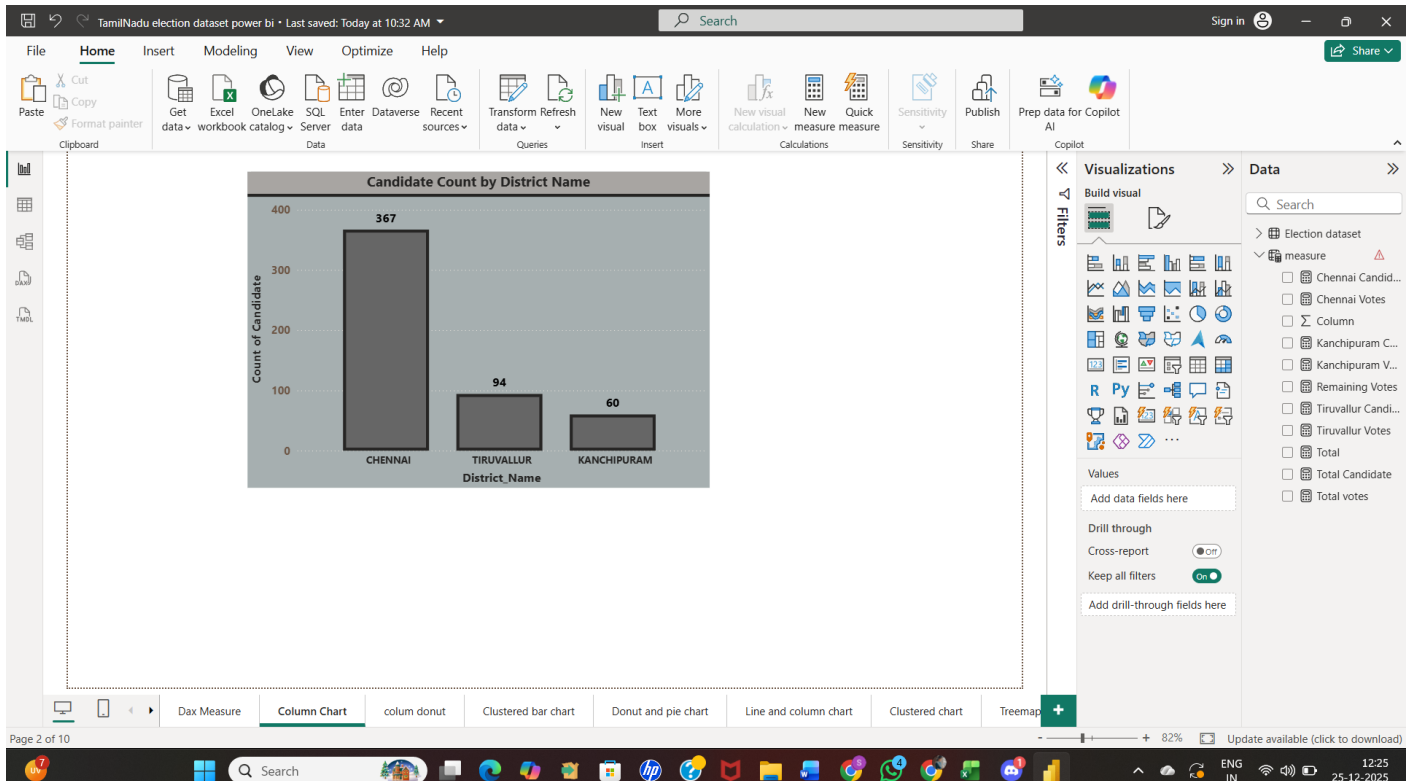 TamilNadu election dataset power bi • Last saved: Today at 10:32 AM
Search
Sign in
File Home Insert Modeling View Optimize Help
Share
Paste
Cut
Copy
Format painter
Clipboard
Get data
Excel workbook
OneLake catalog
SQL Server
Enter data
Dataverse
Recent sources
Data
Transform data
Refresh
Queries
New visual
Text box
More visuals
Insert
New visual calculation
New measure
Quick measure
Calculations
Sensitivity
Sensitivity
Publish
Share
Prep data for AI
Copilot
Copilot
DAX
TMDL
Candidate Count by District Name
Count of Candidate
400
300
200
100
0
367
94
60
CHENNAI TIRUVALLUR KANCHIPURAM
District_Name
Filters
Visualizations
Build visual
123
R Py
Values
Add data fields here
Drill through
Cross-report
Off
Keep all filters
On
Add drill-through fields here
Data
Search
Election dataset
measure
Chennai Candid...
Chennai Votes
Column
Kanchipuram C...
Kanchipuram V...
Remaining Votes
Tiruvallur Candi...
Tiruvallur Votes
Total
Total Candidate
Total votes
Dax Measure Column Chart colum donut Clustered bar chart Donut and pie chart Line and column chart Clustered chart Treemap
Page 2 of 10
82%
Update available (click to download)
7
UV
Search
hp
4
1
ENG
IN
12:25
25-12-2025